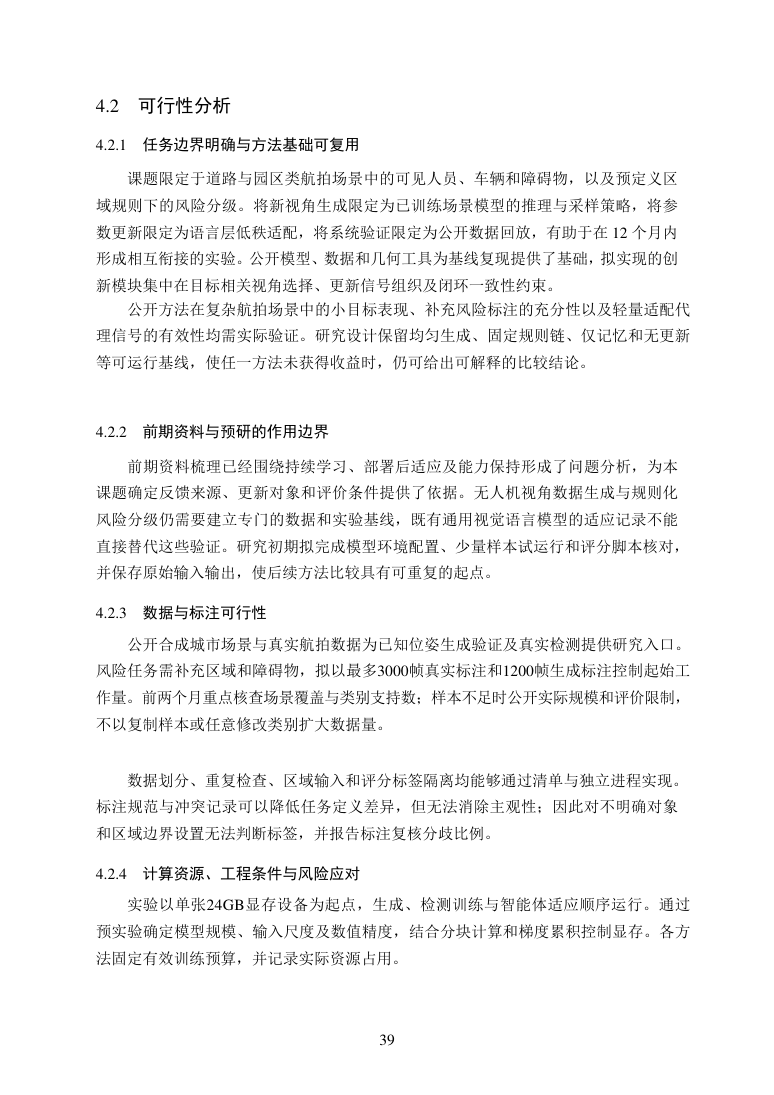 4.2 可行性分析
4.2.1 任务边界明确与方法基础可复用
课题限定于道路与园区类航拍场景中的可见人员、车辆和障碍物，以及预定义区
域规则下的风险分级。将新视角生成限定为已训练场景模型的推理与采样策略，将参
数更新限定为语言层低秩适配，将系统验证限定为公开数据回放，有助于在 12 个月内
形成相互衔接的实验。公开模型、数据和几何工具为基线复现提供了基础，拟实现的创
新模块集中在目标相关视角选择、更新信号组织及闭环一致性约束。
公开方法在复杂航拍场景中的小目标表现、补充风险标注的充分性以及轻量适配代
理信号的有效性均需实际验证。研究设计保留均匀生成、固定规则链、仅记忆和无更新
等可运行基线，使任一方法未获得收益时，仍可给出可解释的比较结论。
4.2.2 前期资料与预研的作用边界
前期资料梳理已经围绕持续学习、部署后适应及能力保持形成了问题分析，为本
课题确定反馈来源、更新对象和评价条件提供了依据。无人机视角数据生成与规则化
风险分级仍需要建立专门的数据和实验基线，既有通用视觉语言模型的适应记录不能
直接替代这些验证。研究初期拟完成模型环境配置、少量样本试运行和评分脚本核对，
并保存原始输入输出，使后续方法比较具有可重复的起点。
4.2.3 数据与标注可行性
公开合成城市场景与真实航拍数据为已知位姿生成验证及真实检测提供研究入口。
风险任务需补充区域和障碍物，拟以最多3000帧真实标注和1200帧生成标注控制起始工
作量。前两个月重点核查场景覆盖与类别支持数；样本不足时公开实际规模和评价限制，
不以复制样本或任意修改类别扩大数据量。
数据划分、重复检查、区域输入和评分标签隔离均能够通过清单与独立进程实现。
标注规范与冲突记录可以降低任务定义差异，但无法消除主观性；因此对不明确对象
和区域边界设置无法判断标签，并报告标注复核分歧比例。
4.2.4 计算资源、工程条件与风险应对
实验以单张24GB显存设备为起点，生成、检测训练与智能体适应顺序运行。通过
预实验确定模型规模、输入尺度及数值精度，结合分块计算和梯度累积控制显存。各方
法固定有效训练预算，并记录实际资源占用。
39